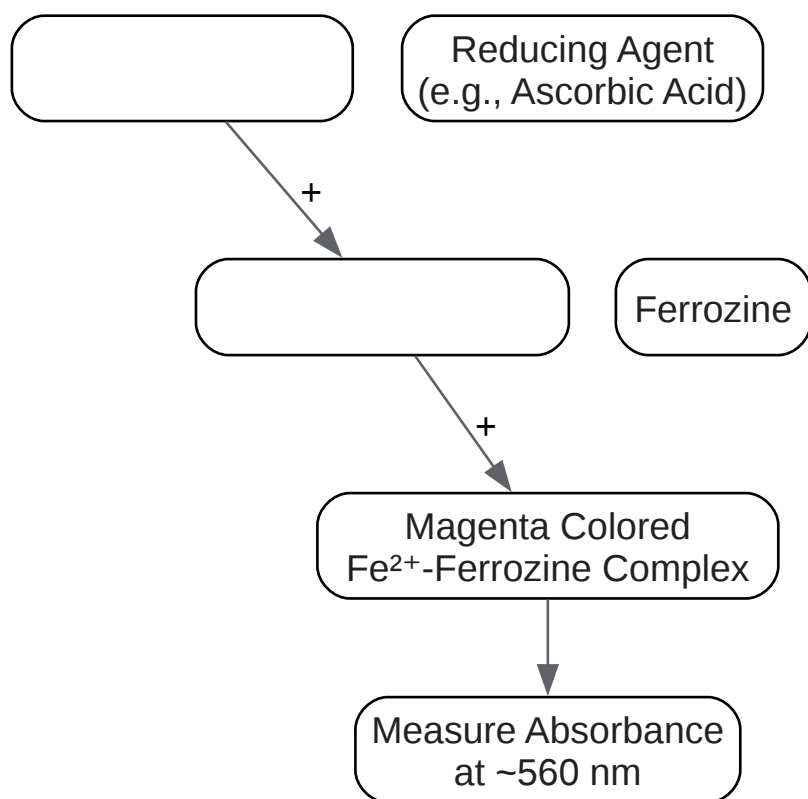 Reducing Agent
(e.g., Ascorbic Acid)
+
Ferrozine
+
Magenta Colored
Fe²⁺-Ferrozine Complex
Measure Absorbance
at ~560 nm